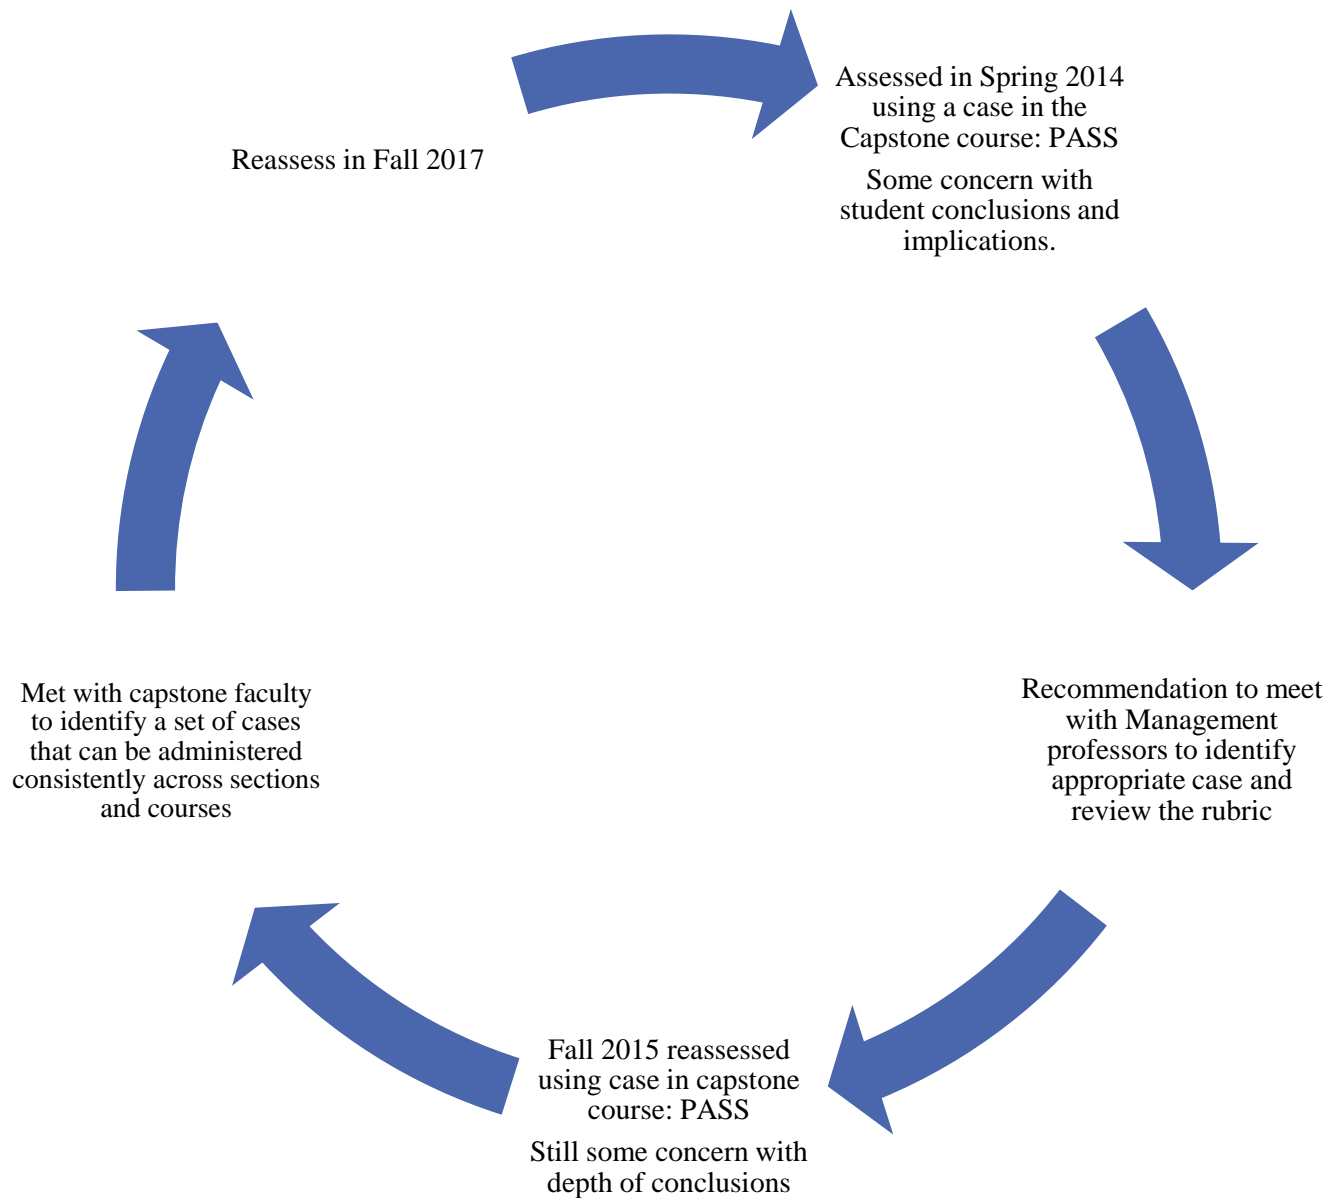 Assessed in Spring 2014
using a case in the
Capstone course: PASS
Some concern with
student conclusions and
implications.
Recommendation to meet
with Management
professors to identify
appropriate case and
review the rubric
Fall 2015 reassessed
using case in capstone
course: PASS
Still some concern with
depth of conclusions
Met with capstone faculty
to identify a set of cases
that can be administered
consistently across sections
and courses
Reassess in Fall 2017